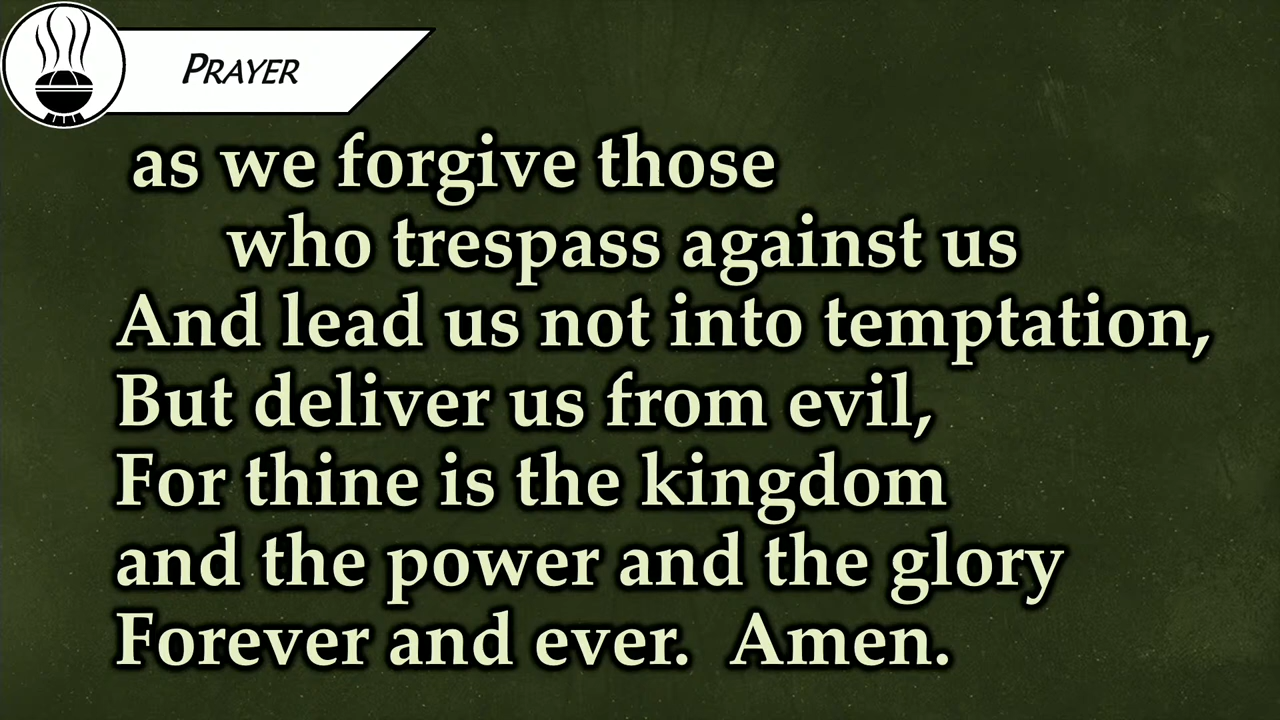 PRAYER
as we forgive those
who trespass against us
And lead us not into temptation,
But deliver us from evil,
For thine is the kingdom
and the power and the glory
Forever and ever.  Amen.